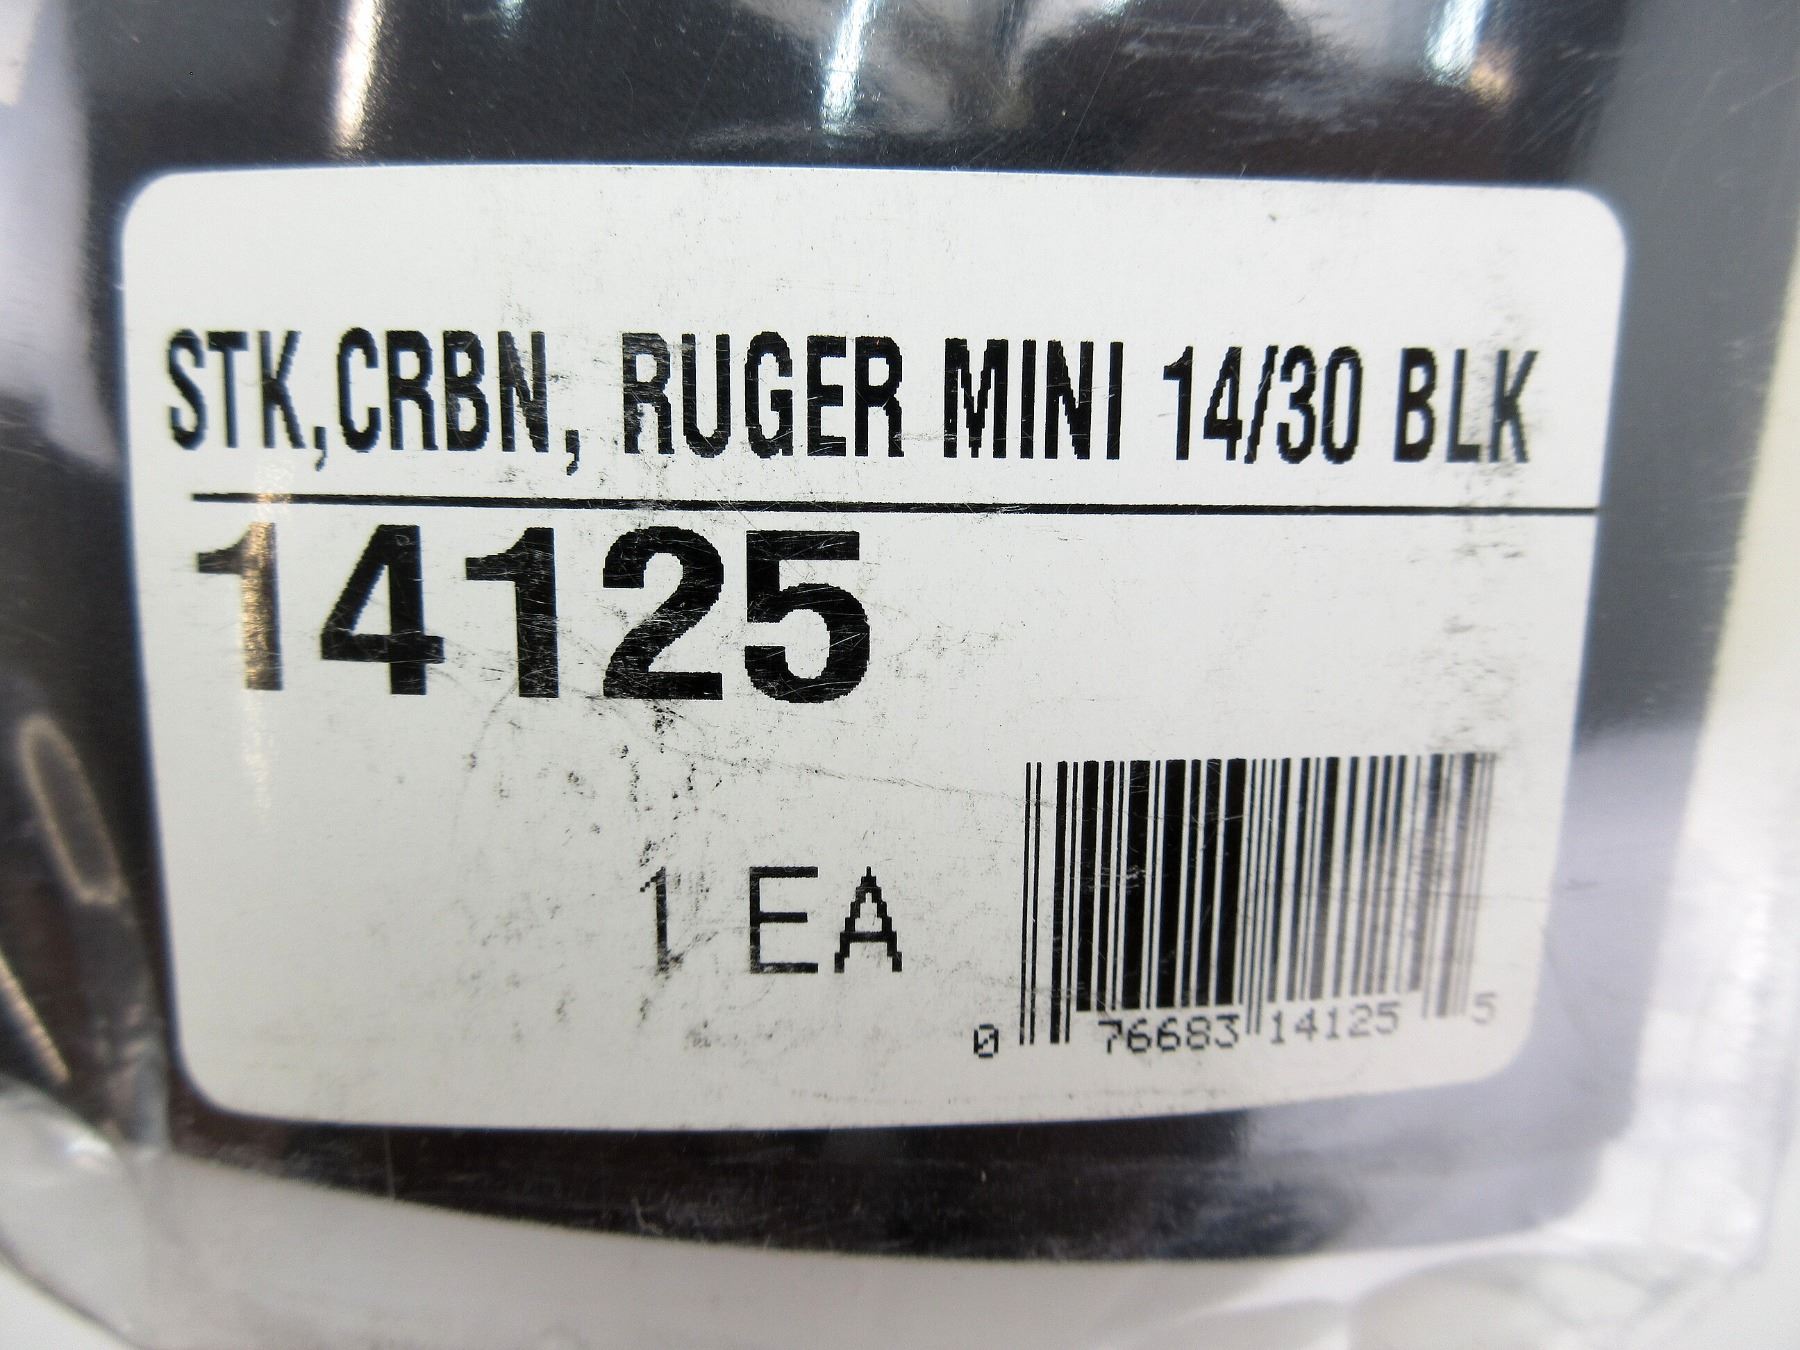 STK,CRBN, RUGER MINI 14/30 BLK
14125
1 EA
0 76683 14125 5